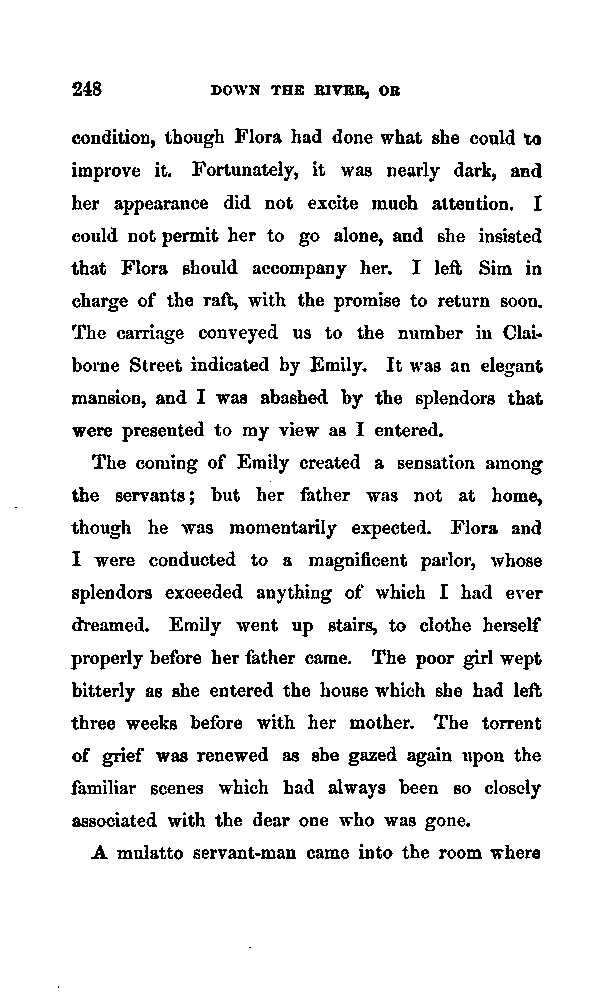 248 DOWN THE RIVER, OR
condition, though Flora had done what she could to
improve it. Fortunately, it was nearly dark, and
her appearance did not excite much attention. I
could not permit her to go alone, and she insisted
that Flora should accompany her. I left Sim in
charge of the raft, with the promise to return soon.
The carriage conveyed us to the number in Clai-
borne Street indicated by Emily. It was an elegant
mansion, and I was abashed by the splendors that
were presented to my view as I entered.
The coming of Emily created a sensation among
the servants; but her father was not at home,
though he was momentarily expected. Flora and
I were conducted to a magnificent parlor, whose
splendors exceeded anything of which I had ever
dreamed. Emily went up stairs, to clothe herself
properly before her father came. The poor girl wept
bitterly as she entered the house which she had left
three weeks before with her mother. The torrent
of grief was renewed as she gazed again upon the
familiar scenes which had always been so closely
associated with the dear one who was gone.
A mulatto servant-man came into the room where